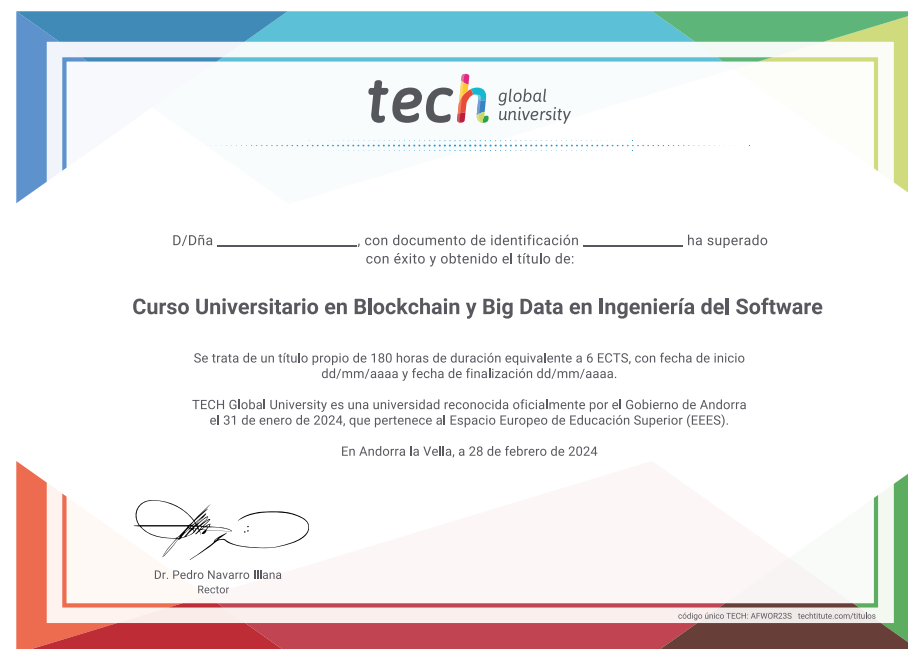 tech global university
D/Dña ____________________, con documento de identificación ______________ ha superado
con éxito y obtenido el título de:
Curso Universitario en Blockchain y Big Data en Ingeniería del Software
Se trata de un título propio de 180 horas de duración equivalente a 6 ECTS, con fecha de inicio
dd/mm/aaaa y fecha de finalización dd/mm/aaaa.
TECH Global University es una universidad reconocida oficialmente por el Gobierno de Andorra
el 31 de enero de 2024, que pertenece al Espacio Europeo de Educación Superior (EEES).
En Andorra la Vella, a 28 de febrero de 2024
Dr. Pedro Navarro Illana
Rector
código único TECH: AFWOR23S techtitute.com/titulos